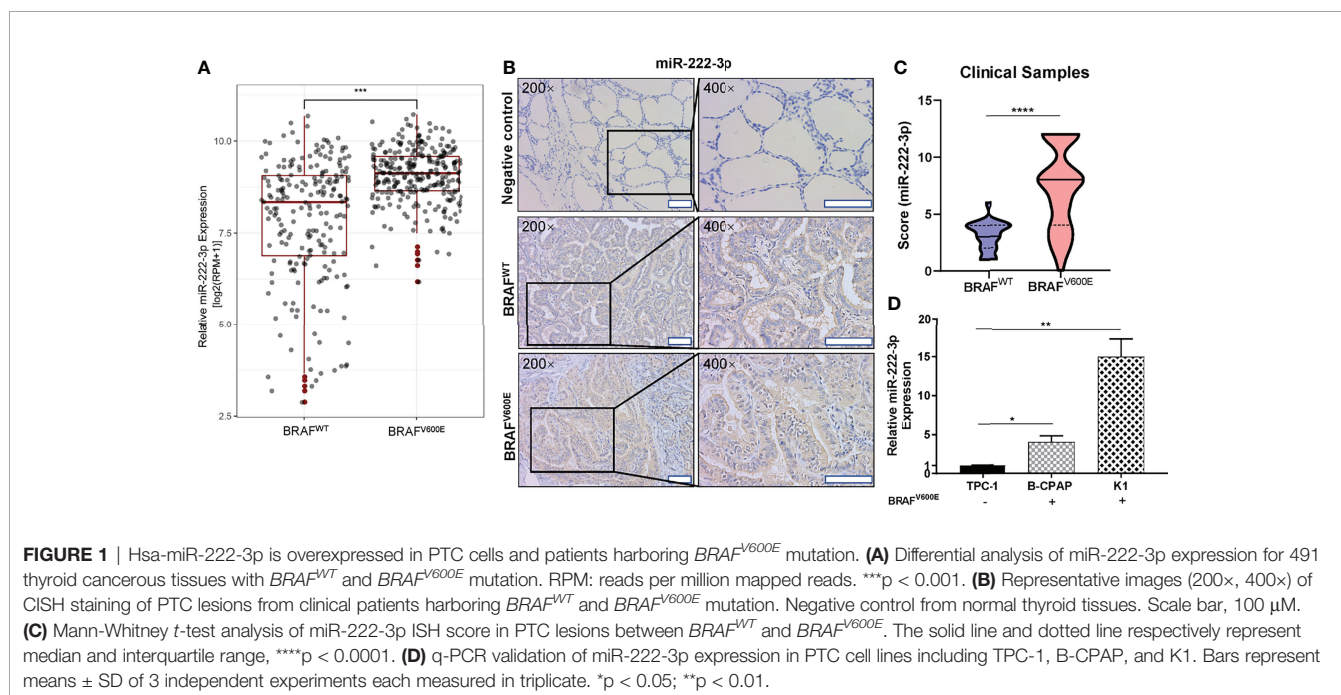 A
***
10.0
7.5
5.0
2.5
Relative miR-222-3p Expression
[log2(RPM+1)]
BRAFWT
BRAFV600E
B
miR-222-3p
Negative control
200×
400×
BRAFWT
200×
400×
BRAFV600E
200×
400×
C
Clinical Samples
****
Score (miR-222-3p)
15
10
5
0
BRAFWT
BRAFV600E
D
Relative miR-222-3p
Expression
20
15
10
5
1
0
**
*
TPC-1 B-CPAP K1
BRAFV600E - + +
FIGURE 1 | Hsa-miR-222-3p is overexpressed in PTC cells and patients harboring BRAFV600E mutation. (A) Differential analysis of miR-222-3p expression for 491
thyroid cancerous tissues with BRAFWT and BRAFV600E mutation. RPM: reads per million mapped reads. ***p < 0.001. (B) Representative images (200×, 400×) of
CISH staining of PTC lesions from clinical patients harboring BRAFWT and BRAFV600E mutation. Negative control from normal thyroid tissues. Scale bar, 100 μM.
(C) Mann-Whitney t-test analysis of miR-222-3p ISH score in PTC lesions between BRAFWT and BRAFV600E. The solid line and dotted line respectively represent
median and interquartile range, ****p < 0.0001. (D) q-PCR validation of miR-222-3p expression in PTC cell lines including TPC-1, B-CPAP, and K1. Bars represent
means ± SD of 3 independent experiments each measured in triplicate. *p < 0.05; **p < 0.01.